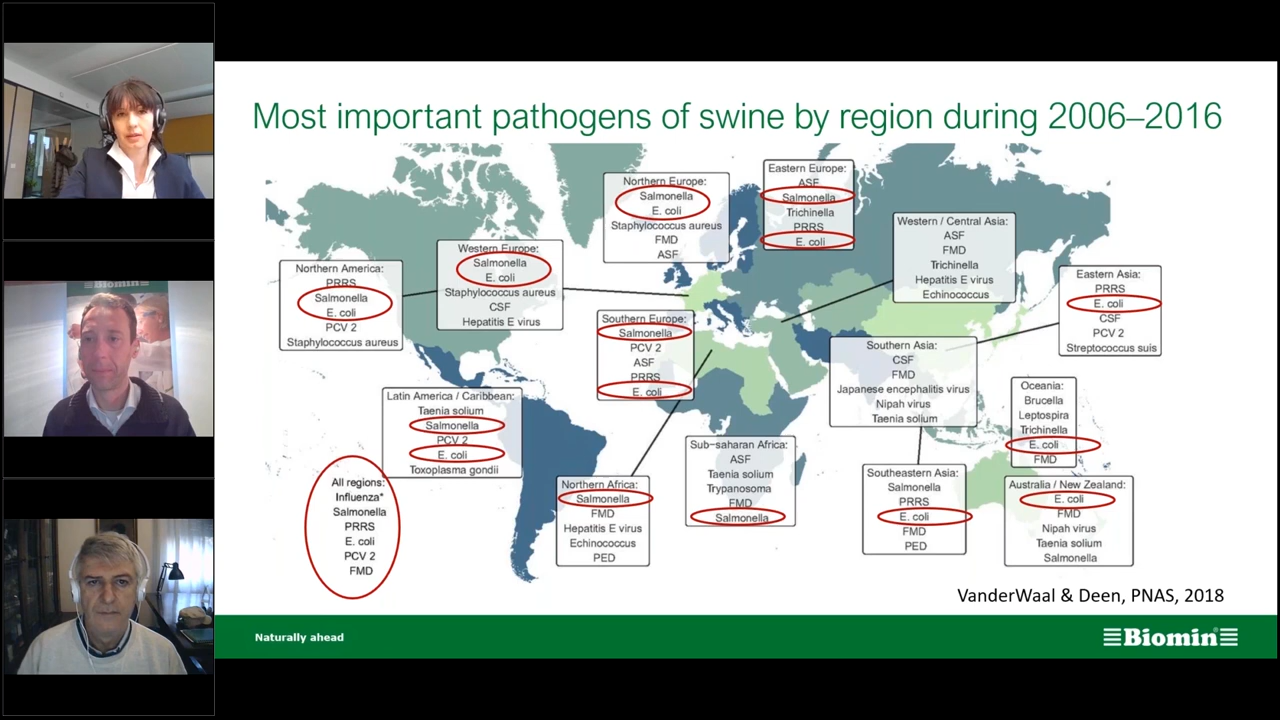 Most important pathogens of swine by region during 2006–2016
Northern America:
PRRS
Salmonella
E. coli
PCV 2
Staphylococcus aureus
Western Europe:
Salmonella
E. coli
Staphylococcus aureus
CSF
Hepatitis E virus
Northern Europe:
Salmonella
E. coli
Staphylococcus aureus
FMD
ASF
Eastern Europe:
ASF
Salmonella
Trichinella
PRRS
E. coli
Western / Central Asia:
ASF
FMD
Trichinella
Hepatitis E virus
Echinococcus
Eastern Asia:
PRRS
E. coli
CSF
PCV 2
Streptococcus suis
Southern Europe:
Salmonella
PCV 2
ASF
PRRS
E. coli
Southern Asia:
CSF
FMD
Japanese encephalitis virus
Nipah virus
Taenia solium
Oceania:
Brucella
Leptospira
Trichinella
E. coli
FMD
Latin America / Caribbean:
Taenia solium
Salmonella
PCV 2
E. coli
Toxoplasma gondii
All regions:
Influenza*
Salmonella
PRRS
E. coli
PCV 2
FMD
Northern Africa:
Salmonella
FMD
Hepatitis E virus
Echinococcus
PED
Sub-saharan Africa:
ASF
Taenia solium
Trypanosoma
FMD
Salmonella
Southeastern Asia:
Salmonella
PRRS
E. coli
FMD
PED
Australia / New Zealand:
E. coli
FMD
Nipah virus
Taenia solium
Salmonella
VanderWaal & Deen, PNAS, 2018
Naturally ahead
Biomin®
Biomin